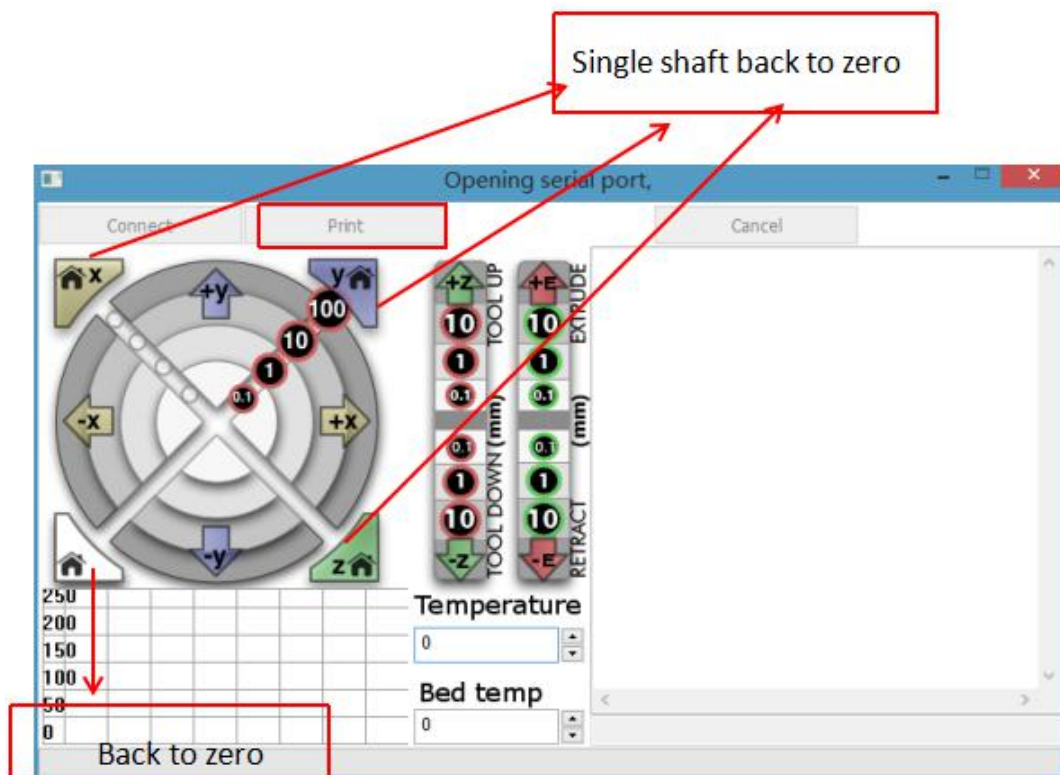 Single shaft back to zero
Opening serial port,
Connect
Print
Cancel
x
y
+y
-x
+x
-y
z
100
10
1
0.1
+Z
10
1
0.1
0.1
1
10
-Z
TOOL UP
(mm)
TOOL DOWN
+E
10
1
0.1
0.1
1
10
-E
EXTRUDE
(mm)
RETRACT
250
200
150
100
50
0
Temperature
0
Bed temp
0
Back to zero